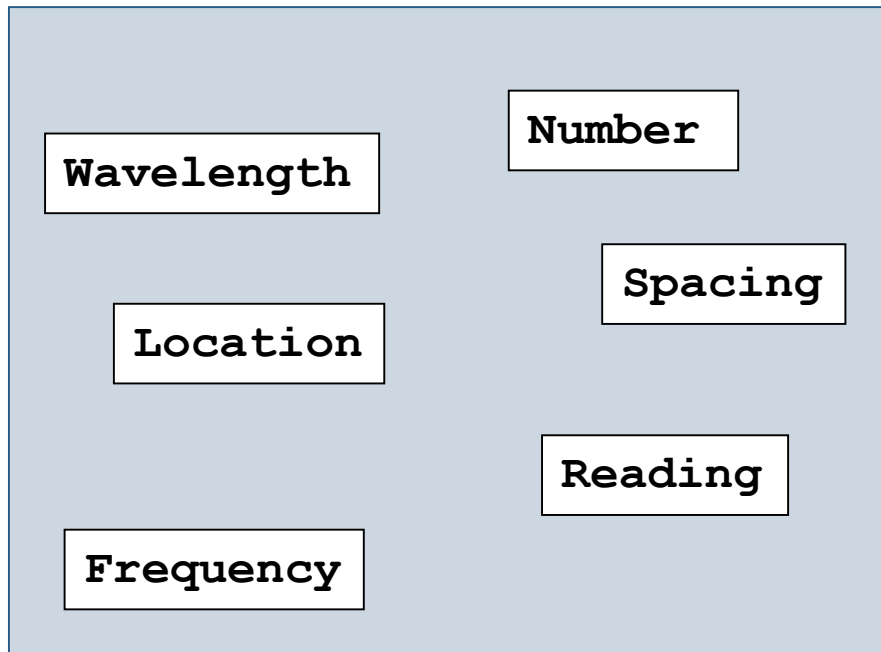 Number
Wavelength
Spacing
Location
Reading
Frequency